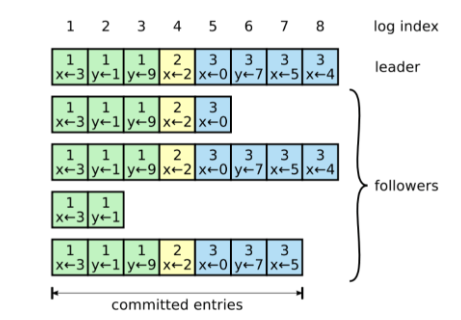 1 2 3 4 5 6 7 8 log index
1 1 1 2 3 3 3 3
x←3 y←1 y←9 x←2 x←0 y←7 x←5 x←4
leader
1 1 1 2 3
x←3 y←1 y←9 x←2 x←0
1 1 1 2 3 3 3 3
x←3 y←1 y←9 x←2 x←0 y←7 x←5 x←4
followers
1 1
x←3 y←1
1 1 1 2 3 3 3
x←3 y←1 y←9 x←2 x←0 y←7 x←5
committed entries